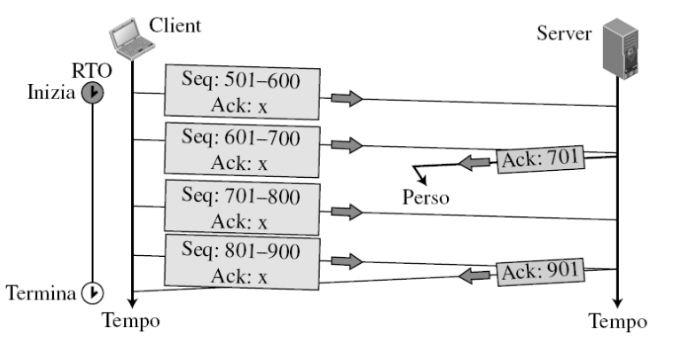 Client
Server
RTO
Inizia
Seq: 501–600
Ack: x
Seq: 601–700
Ack: x
Ack: 701
Perso
Seq: 701–800
Ack: x
Seq: 801–900
Ack: x
Ack: 901
Termina
Tempo
Tempo